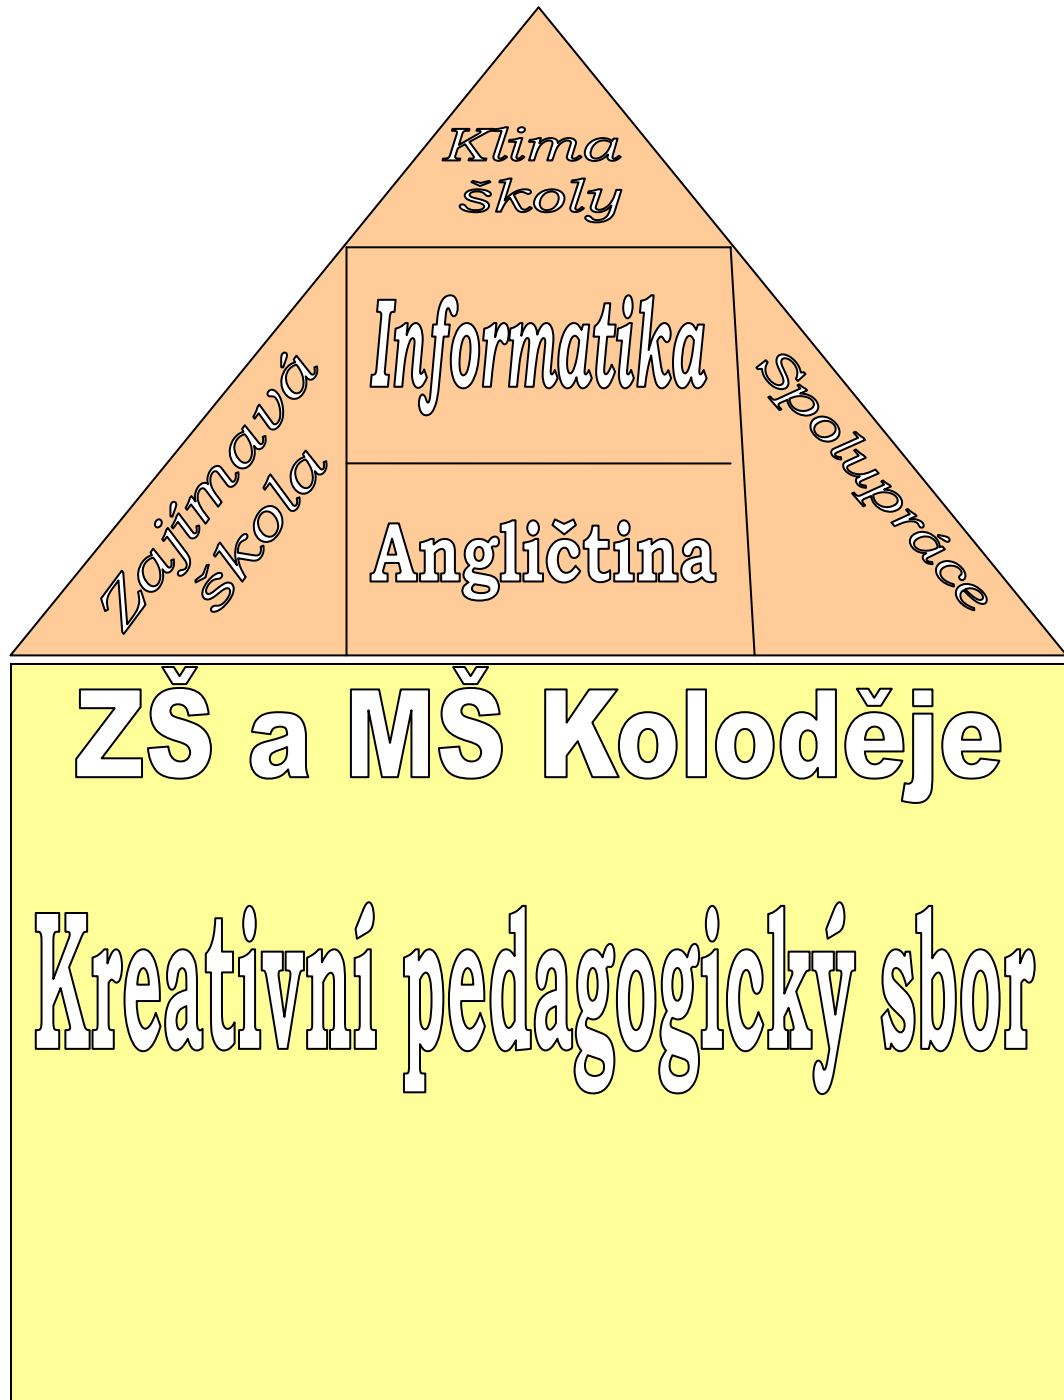 Klima
školy
Informatika
Zajímavá
škola
Spolupráce
Angličtina
ZŠ a MŠ Koloděje
Kreativní pedagogický sbor